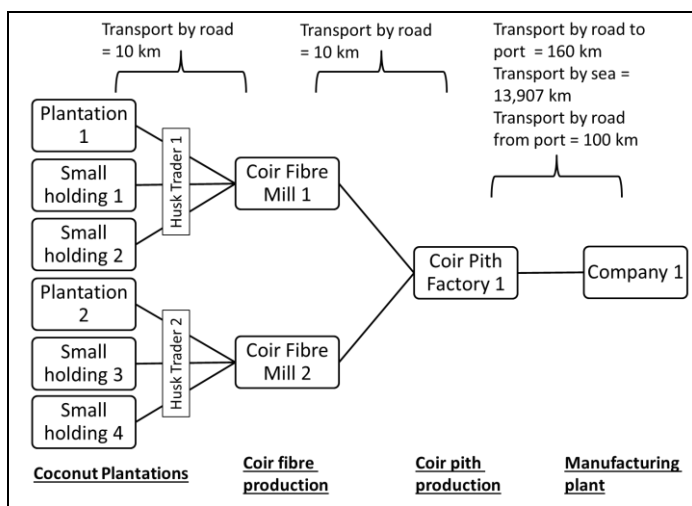 Transport by road
= 10 km
Transport by road
= 10 km
Transport by road to
port = 160 km
Transport by sea =
13,907 km
Transport by road
from port = 100 km
Plantation
1
Small
holding 1
Small
holding 2
Plantation
2
Small
holding 3
Small
holding 4
Husk Trader 1
Husk Trader 2
Coir Fibre
Mill 1
Coir Fibre
Mill 2
Coir Pith
Factory 1
Company 1
Coconut Plantations
Coir fibre
production
Coir pith
production
Manufacturing
plant